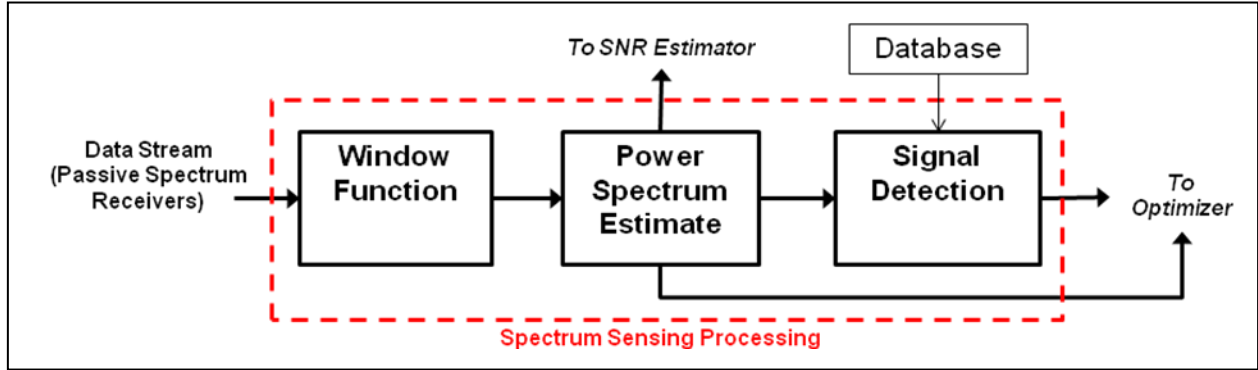 To SNR Estimator
Database
Data Stream
(Passive Spectrum
Receivers)
Window
Function
Power
Spectrum
Estimate
Signal
Detection
To
Optimizer
Spectrum Sensing Processing